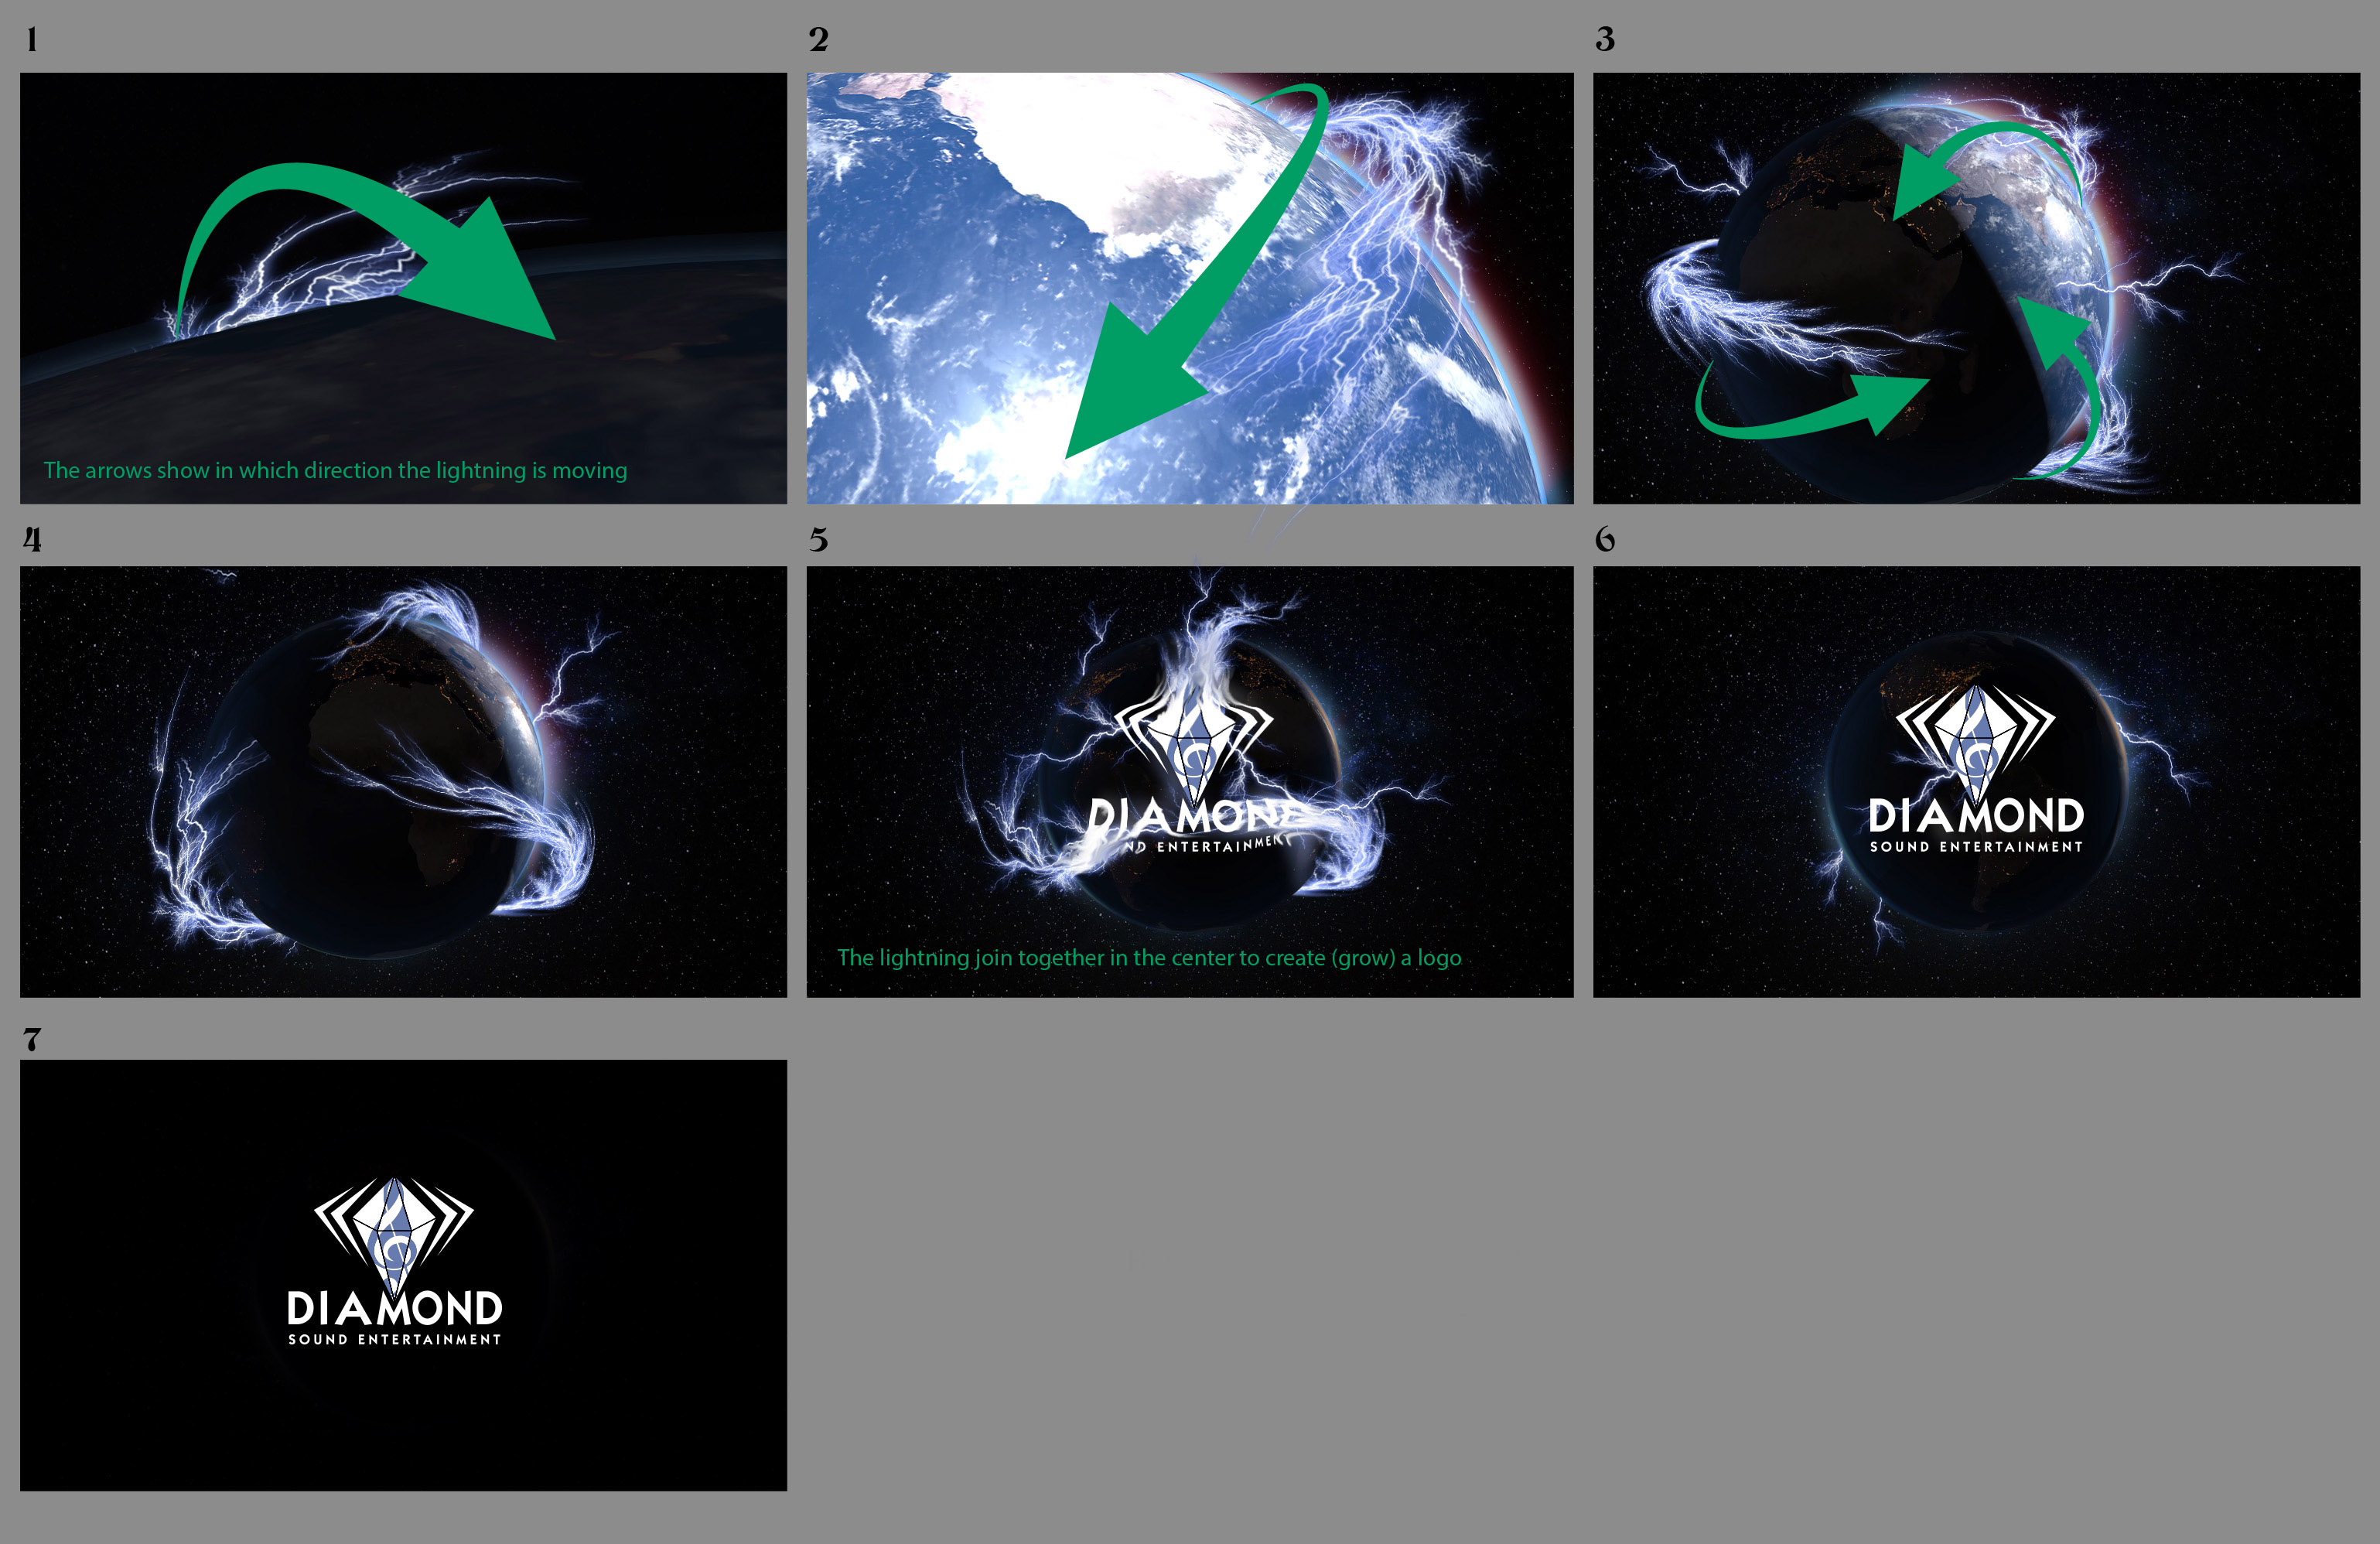 1
2
3
The arrows show in which direction the lightning is moving
4
5
6
DIAMOND
SOUND ENTERTAINMENT
The lightning join together in the center to create (grow) a logo
DIAMOND
SOUND ENTERTAINMENT
7
DIAMOND
SOUND ENTERTAINMENT